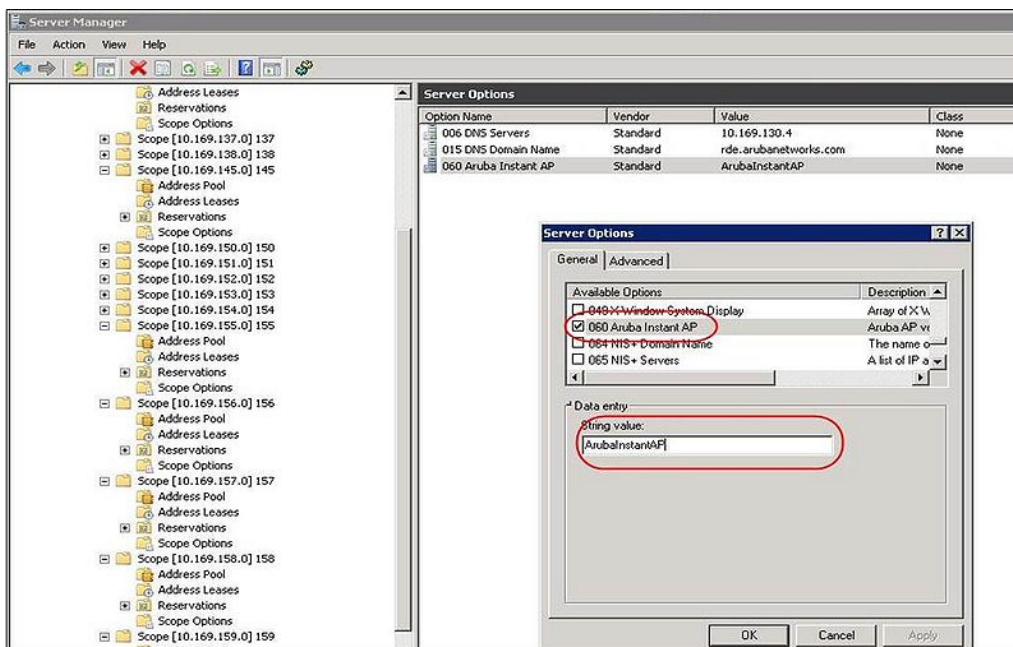 Server Manager
File Action View Help
Address Leases
Reservations
Scope Options
Scope [10.169.137.0] 137
Scope [10.169.138.0] 138
Scope [10.169.145.0] 145
Address Pool
Address Leases
Reservations
Scope Options
Scope [10.169.150.0] 150
Scope [10.169.151.0] 151
Scope [10.169.152.0] 152
Scope [10.169.153.0] 153
Scope [10.169.154.0] 154
Scope [10.169.155.0] 155
Address Pool
Address Leases
Reservations
Scope Options
Scope [10.169.156.0] 156
Address Pool
Address Leases
Reservations
Scope Options
Scope [10.169.157.0] 157
Address Pool
Address Leases
Reservations
Scope Options
Scope [10.169.158.0] 158
Address Pool
Address Leases
Reservations
Scope Options
Scope [10.169.159.0] 159
Server Options
Option Name Vendor Value Class
006 DNS Servers Standard 10.169.130.4 None
015 DNS Domain Name Standard rde.arubanetworks.com None
060 Aruba Instant AP Standard ArubaInstantAP None
Server Options
General Advanced
Available Options Description
049 X Window System Display Array of X W
060 Aruba Instant AP Aruba AP ve
064 NIS+ Domain Name The name o
065 NIS+ Servers A list of IP a
Data entry
String value:
ArubaInstantAP
OK Cancel Apply